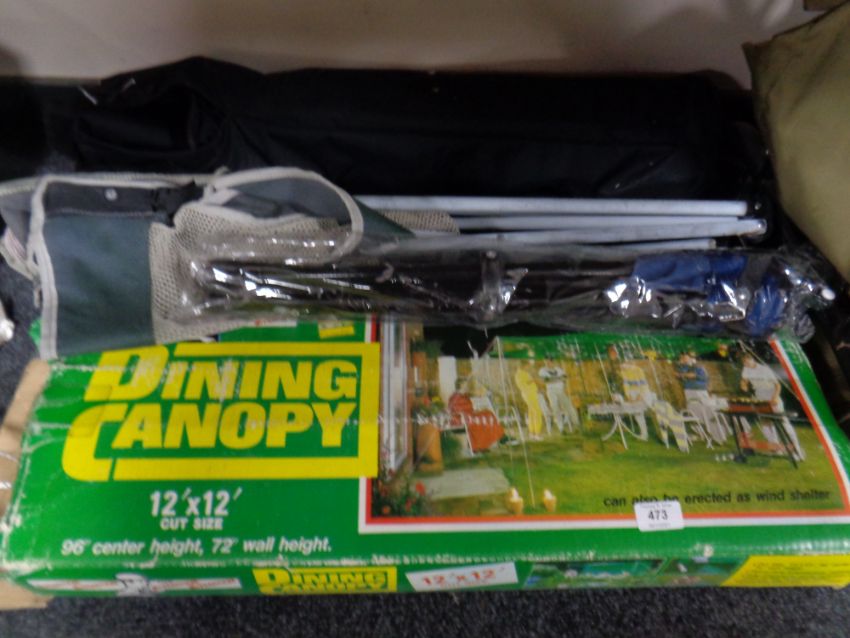 DINING
CANOPY
12'x12'
CUT SIZE
96" center height, 72" wall height.
can also be erected as wind shelter
473
DINING CANOPY
12'x12'